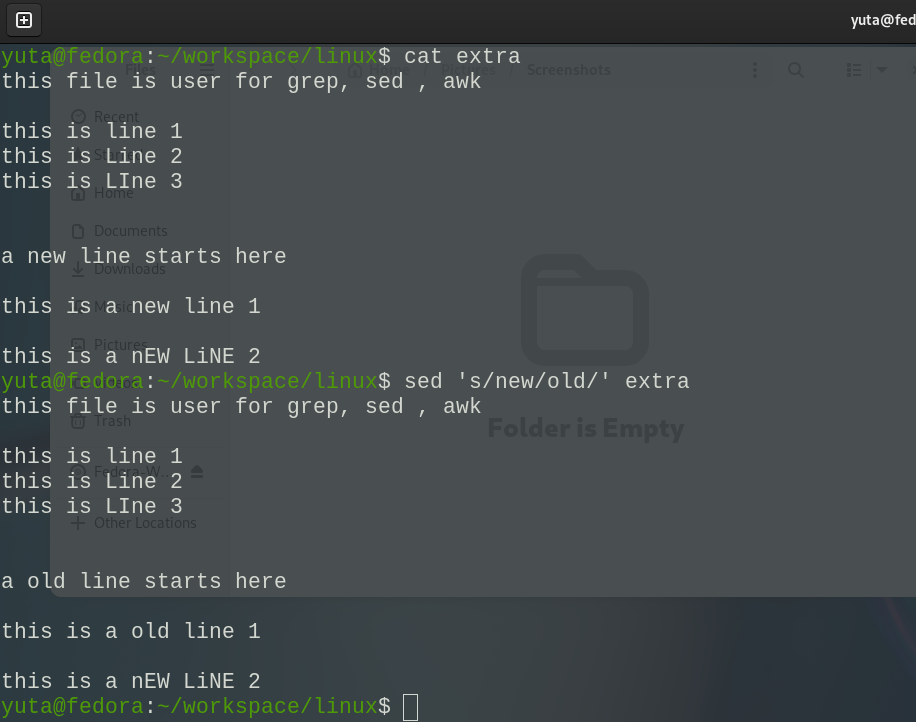 yuta@fed
yuta@fedora:~/workspace/linux$ cat extra
Files
Home / Pictures / Screenshots
this file is user for grep, sed , awk
Recent
this is line 1
this is Line 2
Starred
this is LIne 3
Home
Documents
a new line starts here
Downloads
this is a new line 1
Music
Pictures
this is a nEW LiNE 2
yuta@fedora:~/workspace/linux$ sed 's/new/old/' extra
this file is user for grep, sed , awk
Trash
Folder is Empty
this is line 1
Fedora-W...
this is Line 2
this is LIne 3
Other Locations
a old line starts here
this is a old line 1
this is a nEW LiNE 2
yuta@fedora:~/workspace/linux$